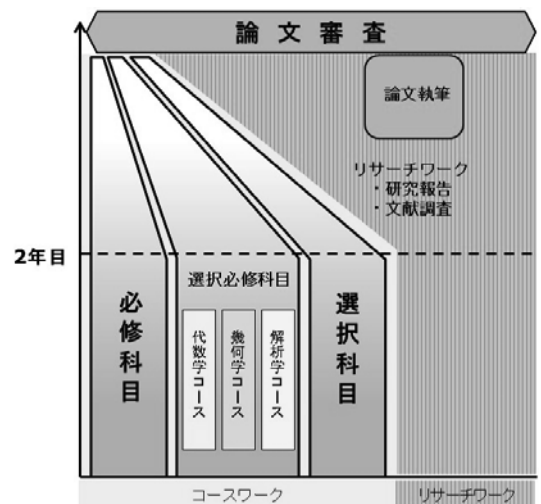 論文審査
論文執筆
リサーチワーク
・研究報告
・文献調査
2年目
必修科目
選択必修科目
代数学コース
幾何学コース
解析学コース
選択科目
コースワーク
リサーチワーク